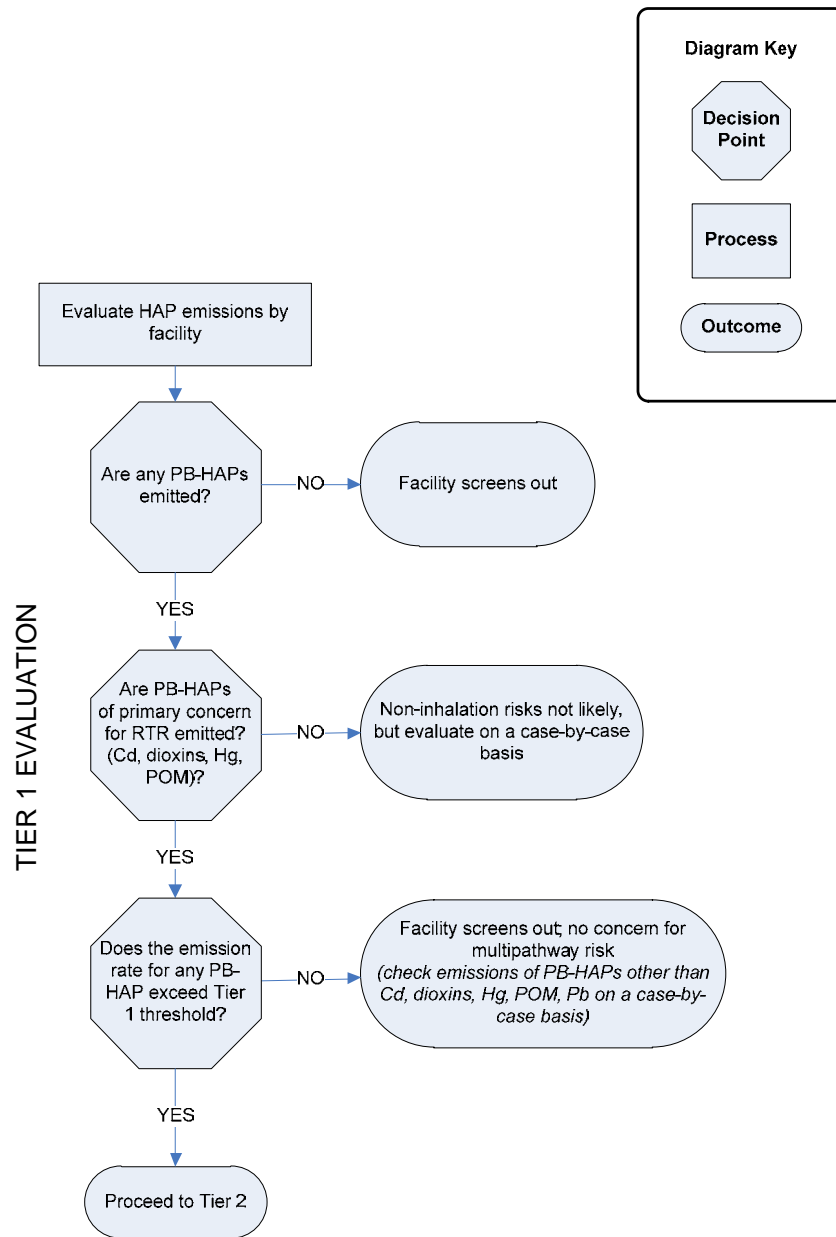 Diagram Key
Decision
Point
Process
Outcome
Evaluate HAP emissions by
facility
Are any PB-HAPs
emitted?
NO
Facility screens out
YES
TIER 1 EVALUATION
Are PB-HAPs
of primary concern
for RTR emitted?
(Cd, dioxins, Hg,
POM)?
NO
Non-inhalation risks not likely,
but evaluate on a case-by-case
basis
YES
Does the emission
rate for any PB-
HAP exceed Tier
1 threshold?
NO
Facility screens out; no concern for
multipathway risk
(check emissions of PB-HAPs other than
Cd, dioxins, Hg, POM, Pb on a case-by-
case basis)
YES
Proceed to Tier 2